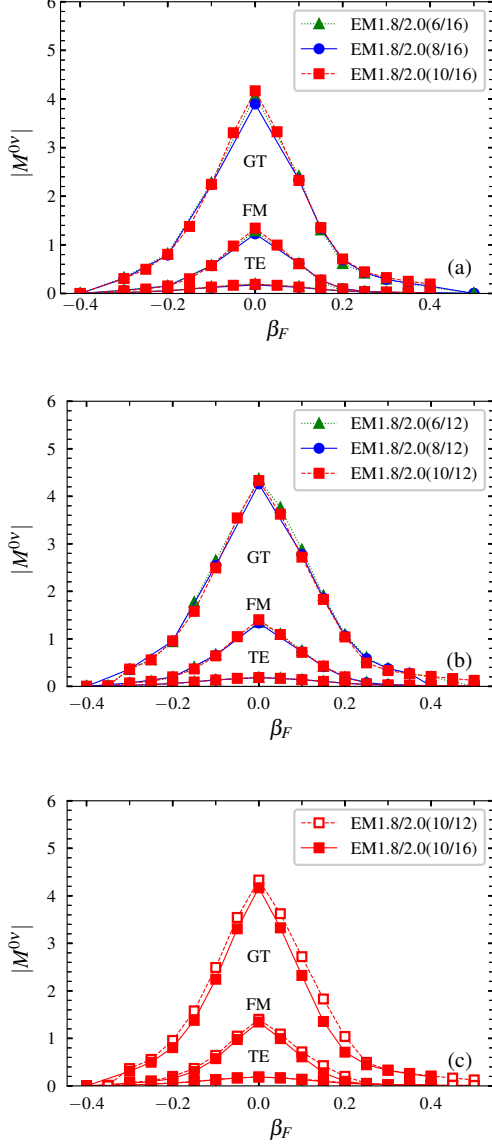 6
5
4
3
2
1
0
|M^{0ν}|
EM1.8/2.0(6/16)
EM1.8/2.0(8/16)
EM1.8/2.0(10/16)
GT
FM
TE
(a)
−0.4 −0.2 0.0 0.2 0.4
β_F
6
5
4
3
2
1
0
|M^{0ν}|
EM1.8/2.0(6/12)
EM1.8/2.0(8/12)
EM1.8/2.0(10/12)
GT
FM
TE
(b)
−0.4 −0.2 0.0 0.2 0.4
β_F
6
5
4
3
2
1
0
|M^{0ν}|
EM1.8/2.0(10/12)
EM1.8/2.0(10/16)
GT
FM
TE
(c)
−0.4 −0.2 0.0 0.2 0.4
β_F